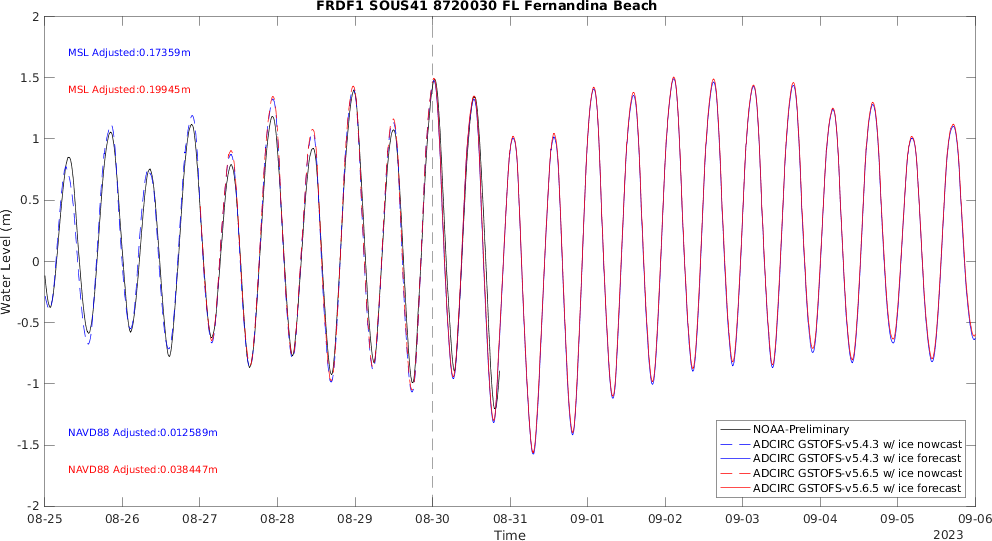 FRDF1 SOUS41 8720030 FL Fernandina Beach
MSL Adjusted:0.17359m
MSL Adjusted:0.19945m
NAVD88 Adjusted:0.012589m
NAVD88 Adjusted:0.038447m
Water Level (m)
2
1.5
1
0.5
0
-0.5
-1
-1.5
-2
NOAA-Preliminary
ADCIRC GSTOFS-v5.4.3 w/ ice nowcast
ADCIRC GSTOFS-v5.4.3 w/ ice forecast
ADCIRC GSTOFS-v5.6.5 w/ ice nowcast
ADCIRC GSTOFS-v5.6.5 w/ ice forecast
08-25 08-26 08-27 08-28 08-29 08-30 08-31 09-01 09-02 09-03 09-04 09-05 09-06
Time
2023